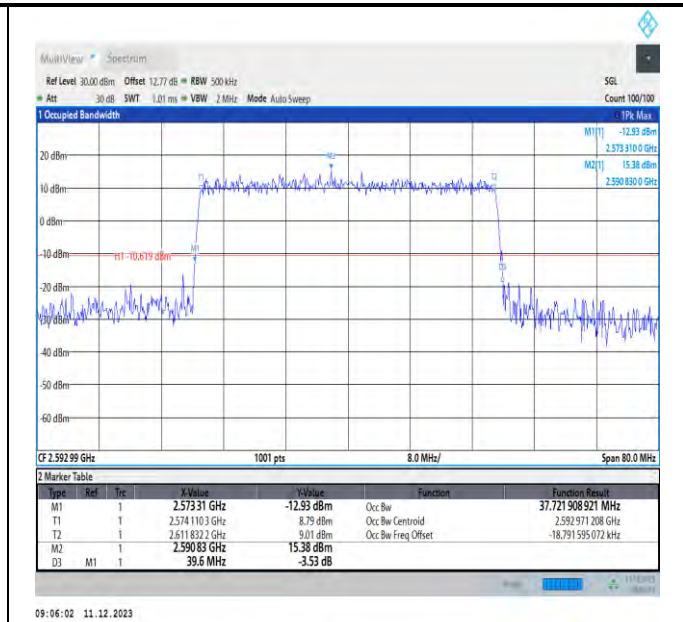 MultiView Spectrum
Ref Level 30.00 dBm Offset 12.77 dB RBW 500 kHz SGL
Att 30 dB SWT 1.01 ms VBW 2 MHz Mode Auto Sweep Count 100/100
1 Occupied Bandwidth 1Pk Max
M1[1] -12.93 dBm
2.573 310 0 GHz
M2[1] 15.38 dBm
2.590 830 0 GHz
20 dBm
M2
T1 T2
10 dBm
0 dBm
M1
-10 dBm H1 -10.619 dBm
D3
-20 dBm
-30 dBm
-40 dBm
-50 dBm
-60 dBm
CF 2.592 99 GHz 1001 pts 8.0 MHz/ Span 80.0 MHz
2 Marker Table
Type Ref Trc X-Value Y-Value Function Function Result
M1 1 2.573 31 GHz -12.93 dBm Occ Bw 37.721 908 921 MHz
T1 1 2.574 110 3 GHz 8.79 dBm Occ Bw Centroid 2.592 971 208 GHz
T2 1 2.611 832 2 GHz 9.01 dBm Occ Bw Freq Offset -18.791 595 072 kHz
M2 1 2.590 83 GHz 15.38 dBm
D3 M1 1 39.6 MHz -3.53 dB
09:06:02 11.12.2023